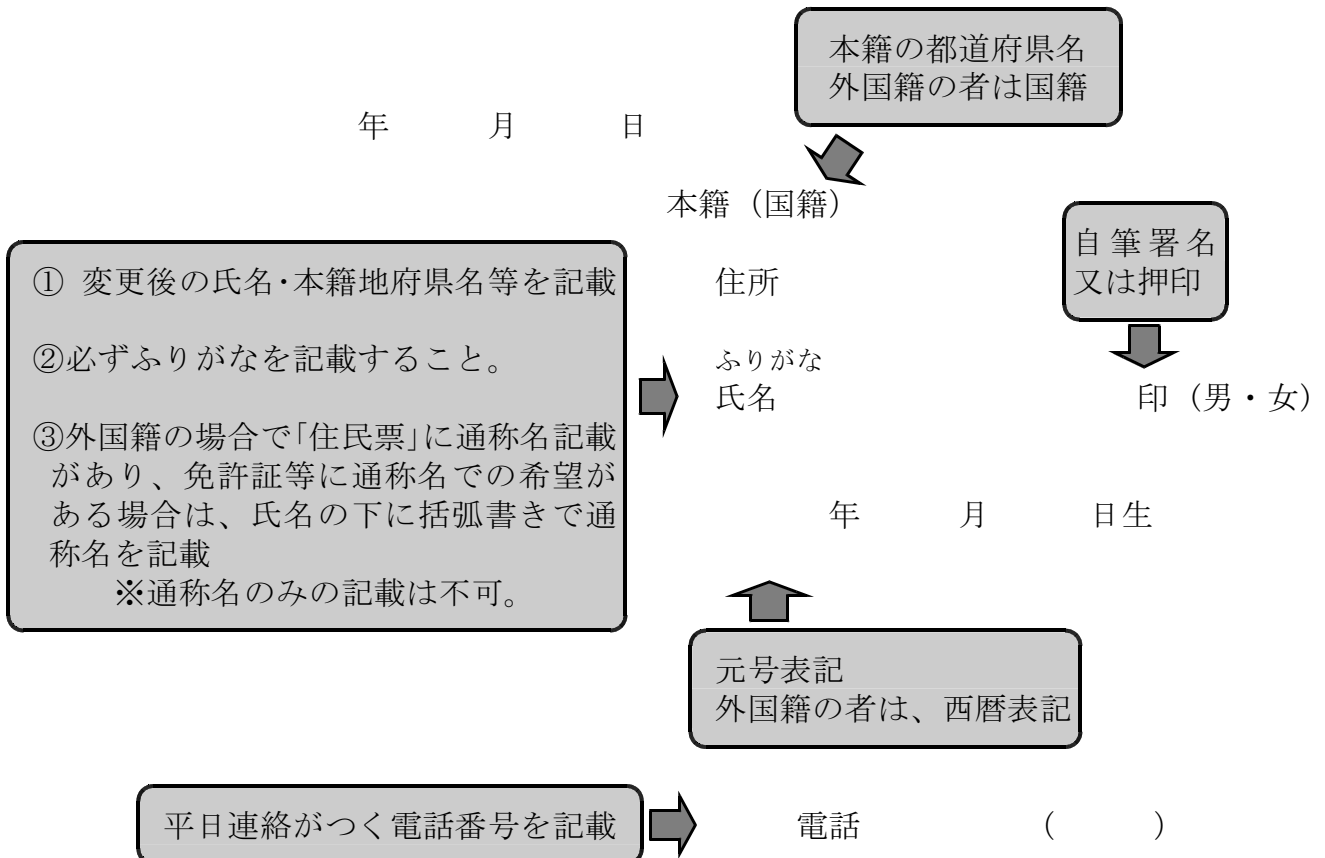 本籍の都道府県名
外国籍の者は国籍
年 月 日
本籍（国籍）
自筆署名
又は押印
① 変更後の氏名･本籍地府県名等を記載
②必ずふりがなを記載すること。
③外国籍の場合で｢住民票｣に通称名記載
があり、免許証等に通称名での希望が
ある場合は、氏名の下に括弧書きで通
称名を記載
※通称名のみの記載は不可。
住所
ふりがな
氏名 印（男・女）
年 月 日生
元号表記
外国籍の者は、西暦表記
平日連絡がつく電話番号を記載
電話 （ ）